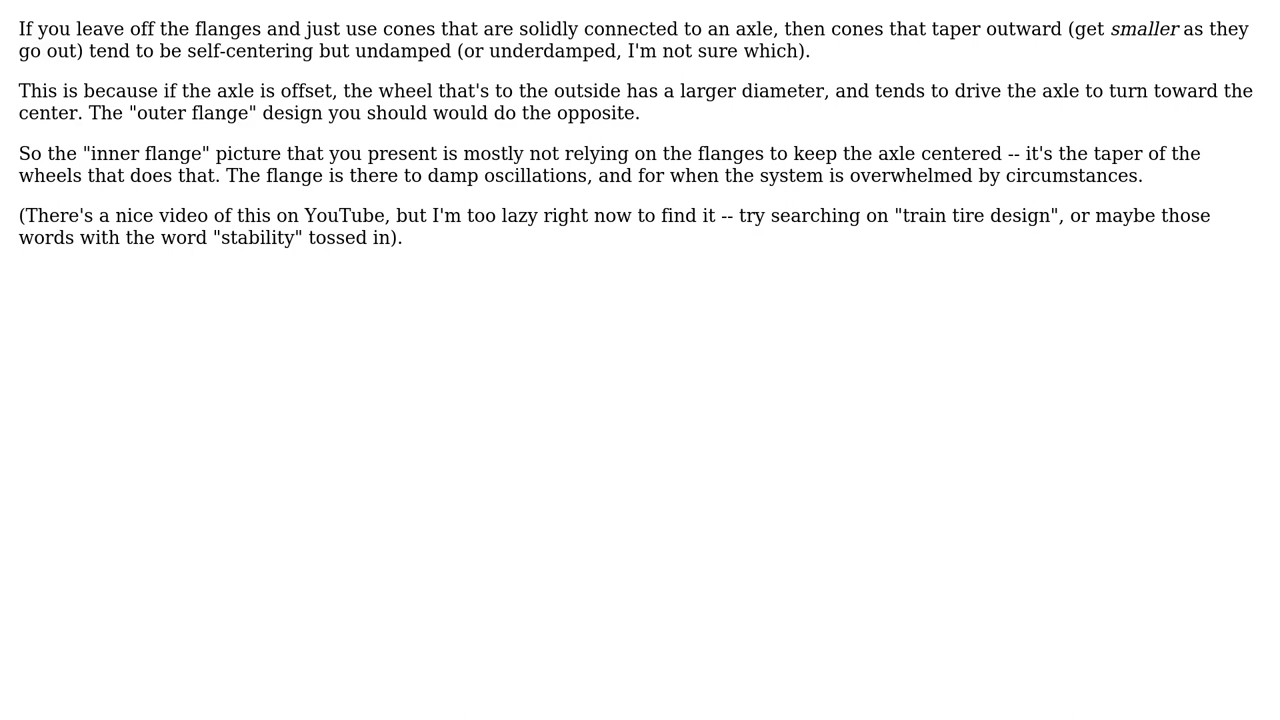 If you leave off the flanges and just use cones that are solidly connected to an axle, then cones that taper outward (get smaller as they
go out) tend to be self-centering but undamped (or underdamped, I'm not sure which).
This is because if the axle is offset, the wheel that's to the outside has a larger diameter, and tends to drive the axle to turn toward the
center. The "outer flange" design you should would do the opposite.
So the "inner flange" picture that you present is mostly not relying on the flanges to keep the axle centered -- it's the taper of the
wheels that does that. The flange is there to damp oscillations, and for when the system is overwhelmed by circumstances.
(There's a nice video of this on YouTube, but I'm too lazy right now to find it -- try searching on "train tire design", or maybe those
words with the word "stability" tossed in).